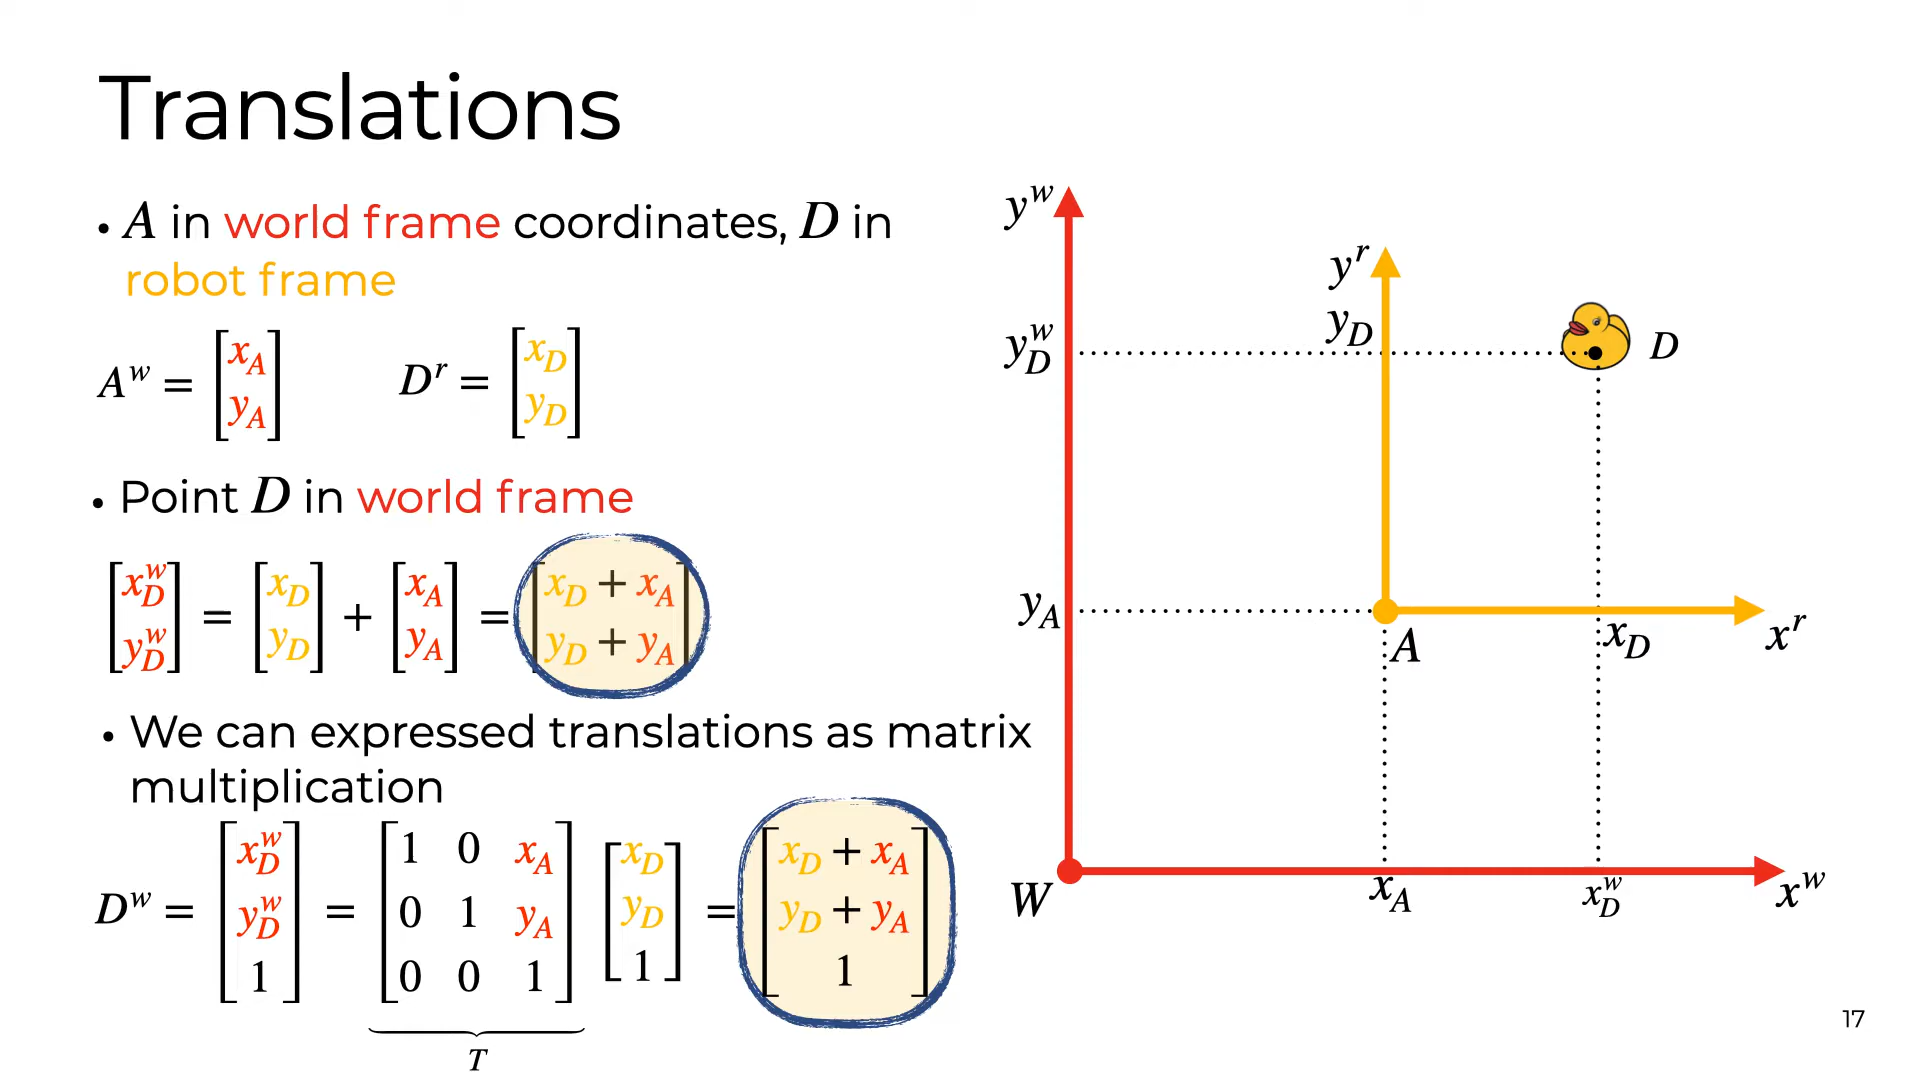 Translations
• A in world frame coordinates, D in
robot frame
A^w = [x_A y_A] D^r = [x_D y_D]
• Point D in world frame
[x_D^w y_D^w] = [x_D y_D] + [x_A y_A] = [x_D + x_A y_D + y_A]
• We can expressed translations as matrix
multiplication
D^w = [x_D^w y_D^w 1] = [1 0 x_A 0 1 y_A 0 0 1] [x_D y_D 1] = [x_D + x_A y_D + y_A 1]
T
y^w
y^r
y_D
y_D^w
D
y_A
A
x_D
x^r
W
x_A
x_D^w
x^w
17